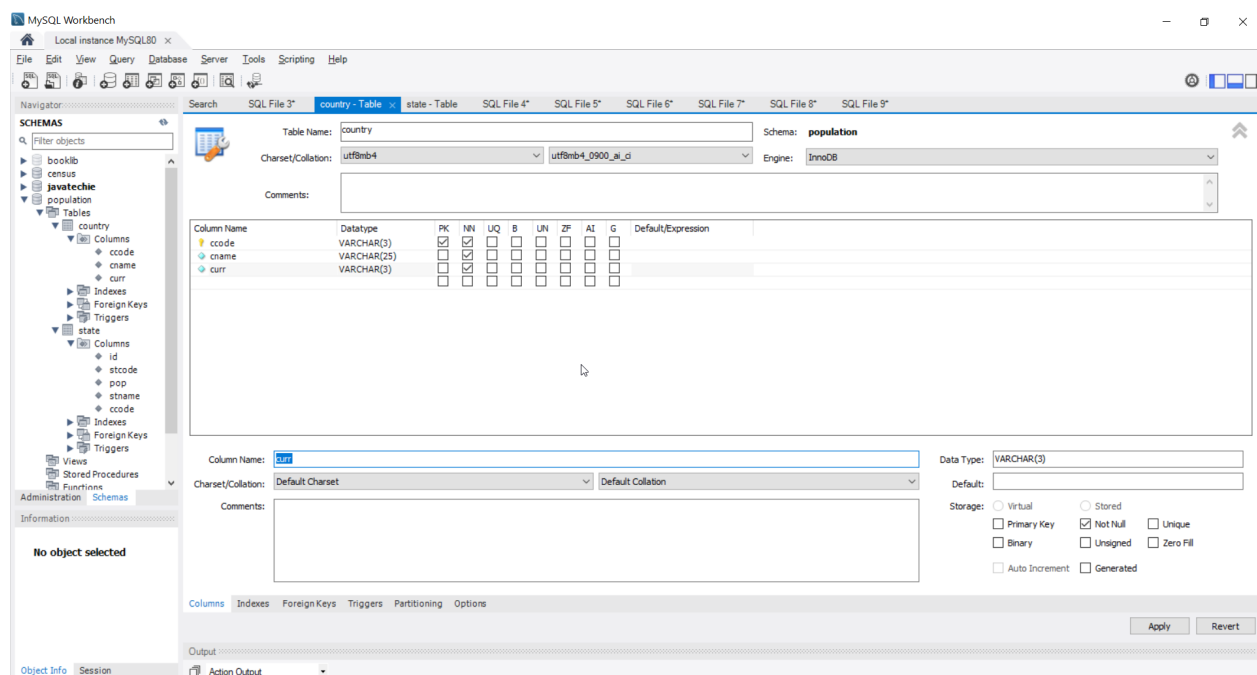 MySQL Workbench
Local instance MySQL80
File Edit View Query Database Server Tools Scripting Help
Navigator
SCHEMAS
Filter objects
booklib
census
javatechie
population
Tables
country
Columns
ccode
cname
curr
Indexes
Foreign Keys
Triggers
state
Columns
id
stcode
pop
stname
ccode
Indexes
Foreign Keys
Triggers
Views
Stored Procedures
Functions
Administration Schemas
Information
No object selected
Object Info Session
Search SQL File 3* country - Table state - Table SQL File 4* SQL File 5* SQL File 6* SQL File 7* SQL File 8* SQL File 9*
Table Name: country Schema: population
Charset/Collation: utf8mb4 utf8mb4_0900_ai_ci Engine: InnoDB
Comments:
Column Name Datatype PK NN UQ B UN ZF AI G Default/Expression
ccode VARCHAR(3)
cname VARCHAR(25)
curr VARCHAR(3)
Column Name: curr Data Type: VARCHAR(3)
Charset/Collation: Default Charset Default Collation Default:
Comments: Storage: Virtual Stored
Primary Key Not Null Unique
Binary Unsigned Zero Fill
Auto Increment Generated
Columns Indexes Foreign Keys Triggers Partitioning Options
Apply Revert
Output
Action Output